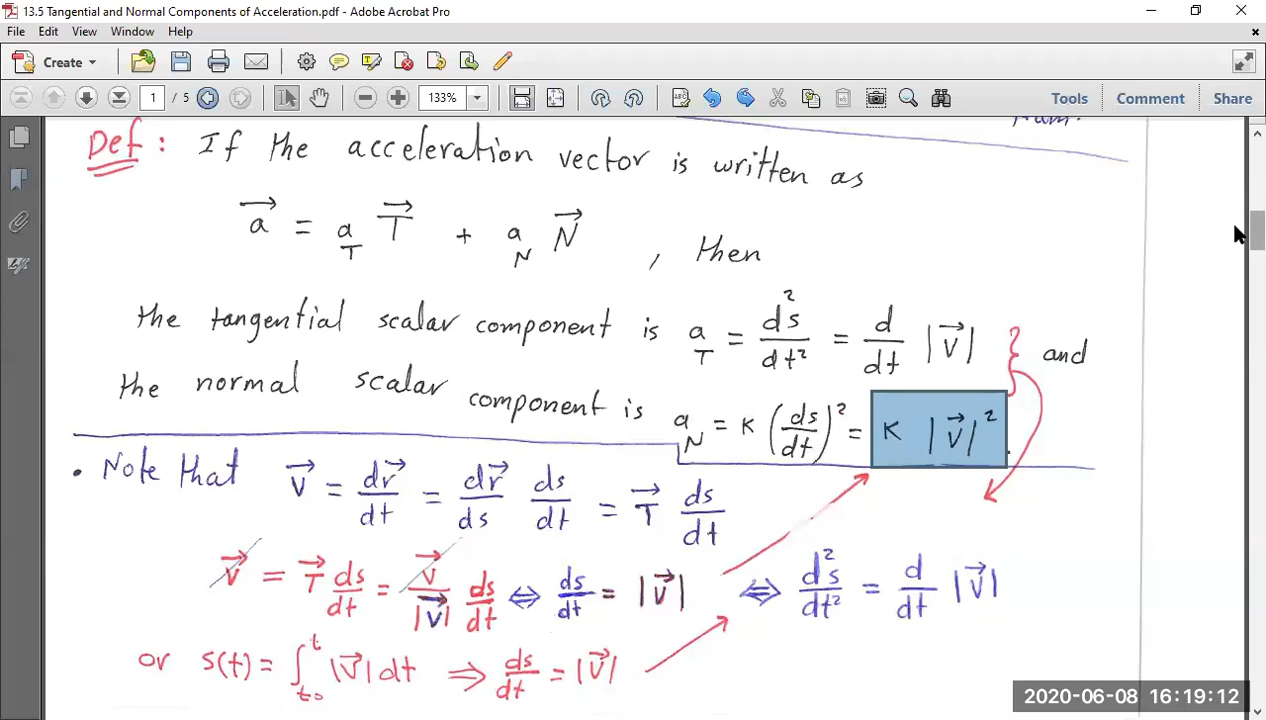 13.5 Tangential and Normal Components of Acceleration.pdf - Adobe Acrobat Pro
File Edit View Window Help
Create
1 / 5 133% Tools Comment Share
Def : If the acceleration vector is written as
a⃗ = a_T T⃗ + a_N N⃗ , then
the tangential scalar component is a_T = d²s/dt² = d/dt |v⃗| } and
the normal scalar component is a_N = K (ds/dt)² = K |v⃗|² .
• Note that v⃗ = dr⃗/dt = dr⃗/ds ds/dt = T⃗ ds/dt
v⃗ = T⃗ ds/dt = v⃗/|v⃗| ds/dt ⇔ ds/dt = |v⃗| ⇔ d²s/dt² = d/dt |v⃗|
or s(t) = ∫_{t0}^{t} |v⃗| dt ⇒ ds/dt = |v⃗|
2020-06-08 16:19:12